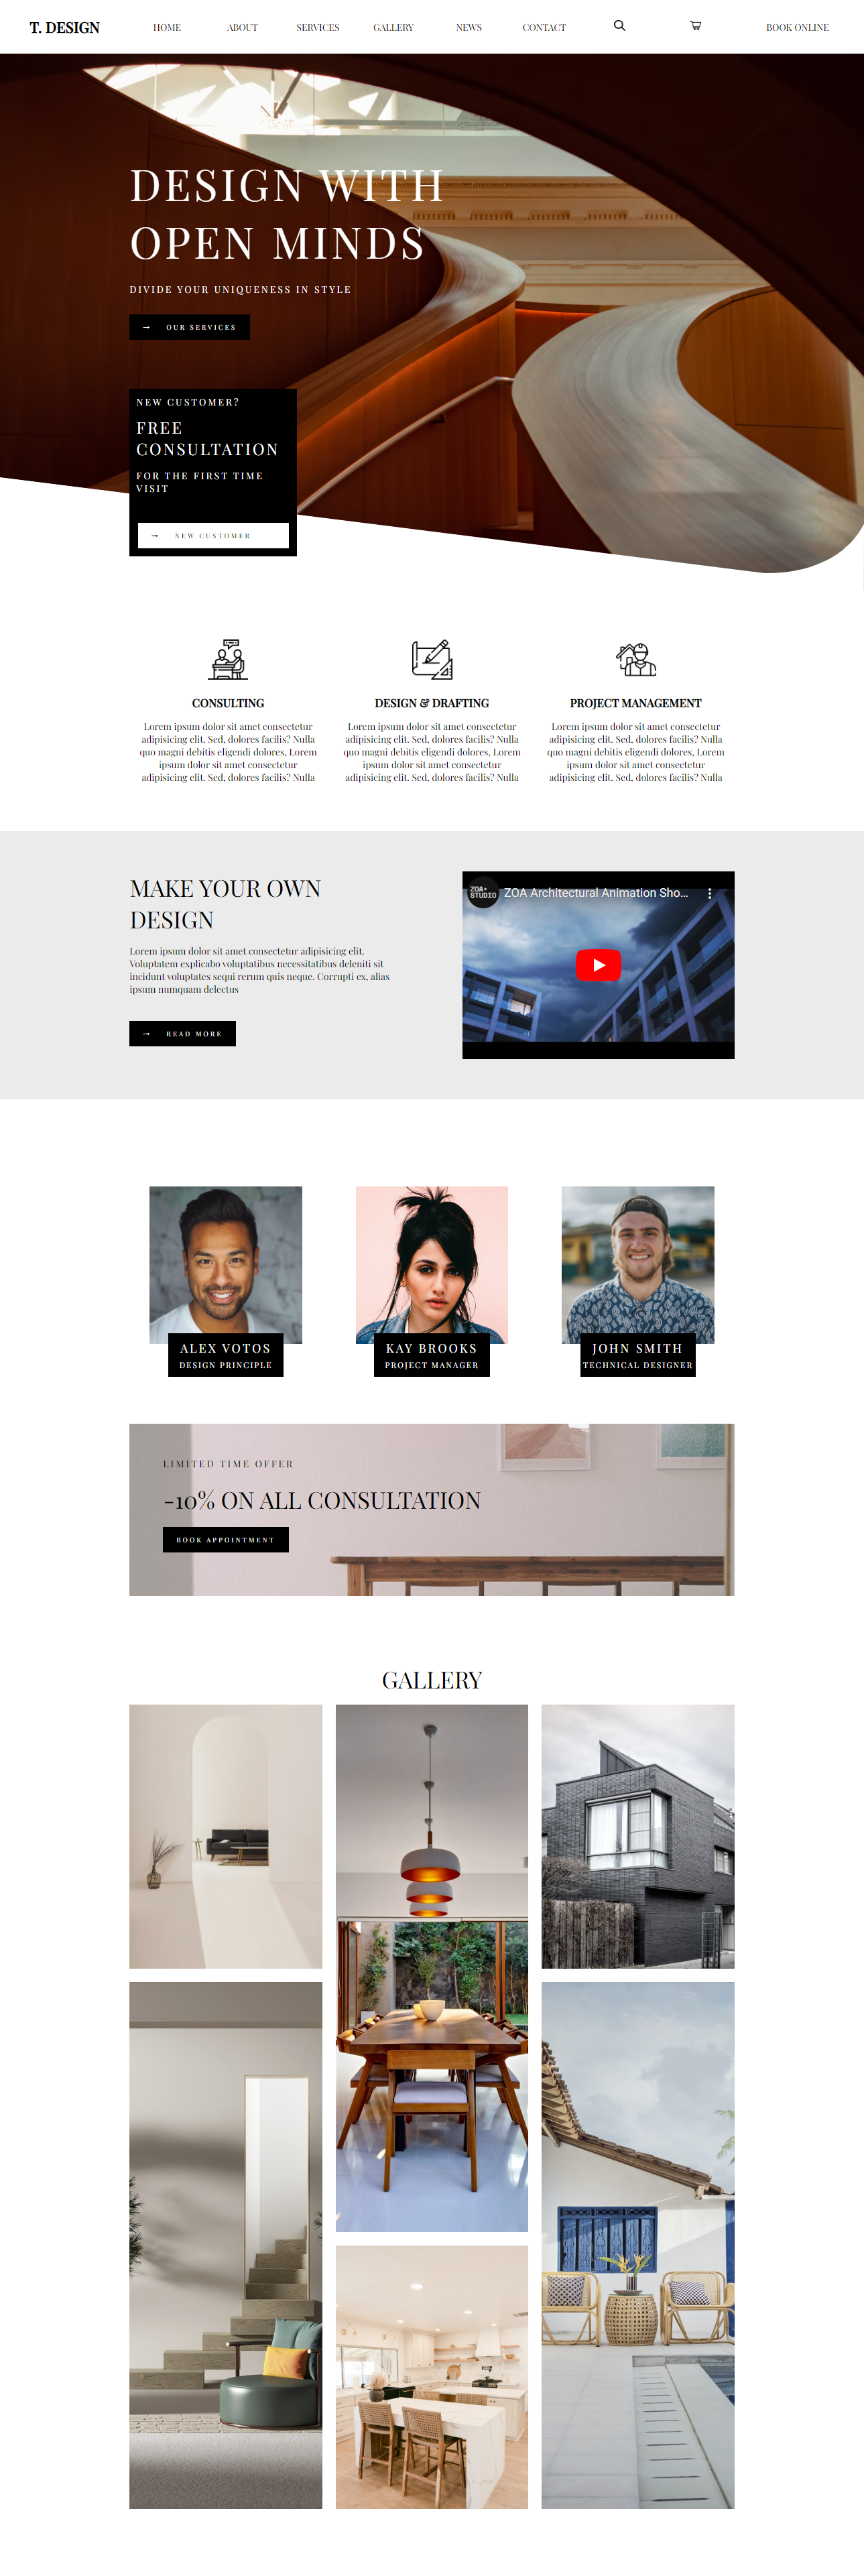 T. DESIGN
HOME
ABOUT
SERVICES
GALLERY
NEWS
CONTACT
BOOK ONLINE
DESIGN WITH
OPEN MINDS
DIVIDE YOUR UNIQUENESS IN STYLE
→ OUR SERVICES
NEW CUSTOMER?
FREE
CONSULTATION
FOR THE FIRST TIME
VISIT
→ NEW CUSTOMER
CONSULTING
Lorem ipsum dolor sit amet consectetur
adipisicing elit. Sed, dolores facilis? Nulla
quo magni debitis eligendi dolores, Lorem
ipsum dolor sit amet consectetur
adipisicing elit. Sed, dolores facilis? Nulla
DESIGN & DRAFTING
Lorem ipsum dolor sit amet consectetur
adipisicing elit. Sed, dolores facilis? Nulla
quo magni debitis eligendi dolores, Lorem
ipsum dolor sit amet consectetur
adipisicing elit. Sed, dolores facilis? Nulla
PROJECT MANAGEMENT
Lorem ipsum dolor sit amet consectetur
adipisicing elit. Sed, dolores facilis? Nulla
quo magni debitis eligendi dolores, Lorem
ipsum dolor sit amet consectetur
adipisicing elit. Sed, dolores facilis? Nulla
MAKE YOUR OWN
DESIGN
Lorem ipsum dolor sit amet consectetur adipisicing elit.
Voluptatem explicabo voluptatibus necessitatibus deleniti sit
incidunt voluptates sequi rerum quis neque. Corrupti ex, alias
ipsum numquam delectus
→ READ MORE
ZOA•
STUDIO
ZOA Architectural Animation Sho...
ALEX VOTOS
DESIGN PRINCIPLE
KAY BROOKS
PROJECT MANAGER
JOHN SMITH
TECHNICAL DESIGNER
LIMITED TIME OFFER
-10% ON ALL CONSULTATION
BOOK APPOINTMENT
GALLERY